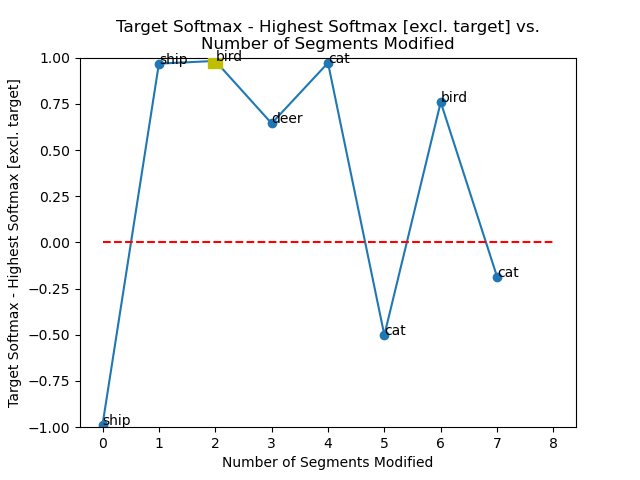 Target Softmax - Highest Softmax [excl. target] vs.
Number of Segments Modified
Target Softmax - Highest Softmax [excl. target]
1.00
0.75
0.50
0.25
0.00
−0.25
−0.50
−0.75
−1.00
ship
ship
bird
deer
cat
cat
bird
cat
0 1 2 3 4 5 6 7 8
Number of Segments Modified